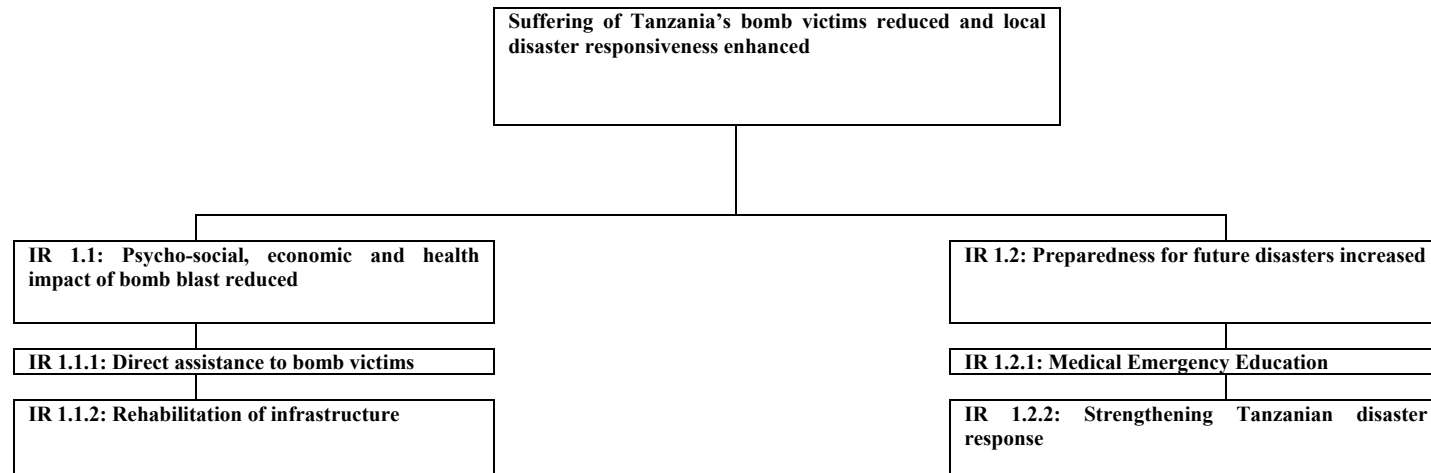 Suffering of Tanzania’s bomb victims reduced and local
disaster responsiveness enhanced
IR 1.1: Psycho-social, economic and health
impact of bomb blast reduced
IR 1.1.1: Direct assistance to bomb victims
IR 1.1.2: Rehabilitation of infrastructure
IR 1.2: Preparedness for future disasters increased
IR 1.2.1: Medical Emergency Education
IR 1.2.2: Strengthening Tanzanian disaster
response